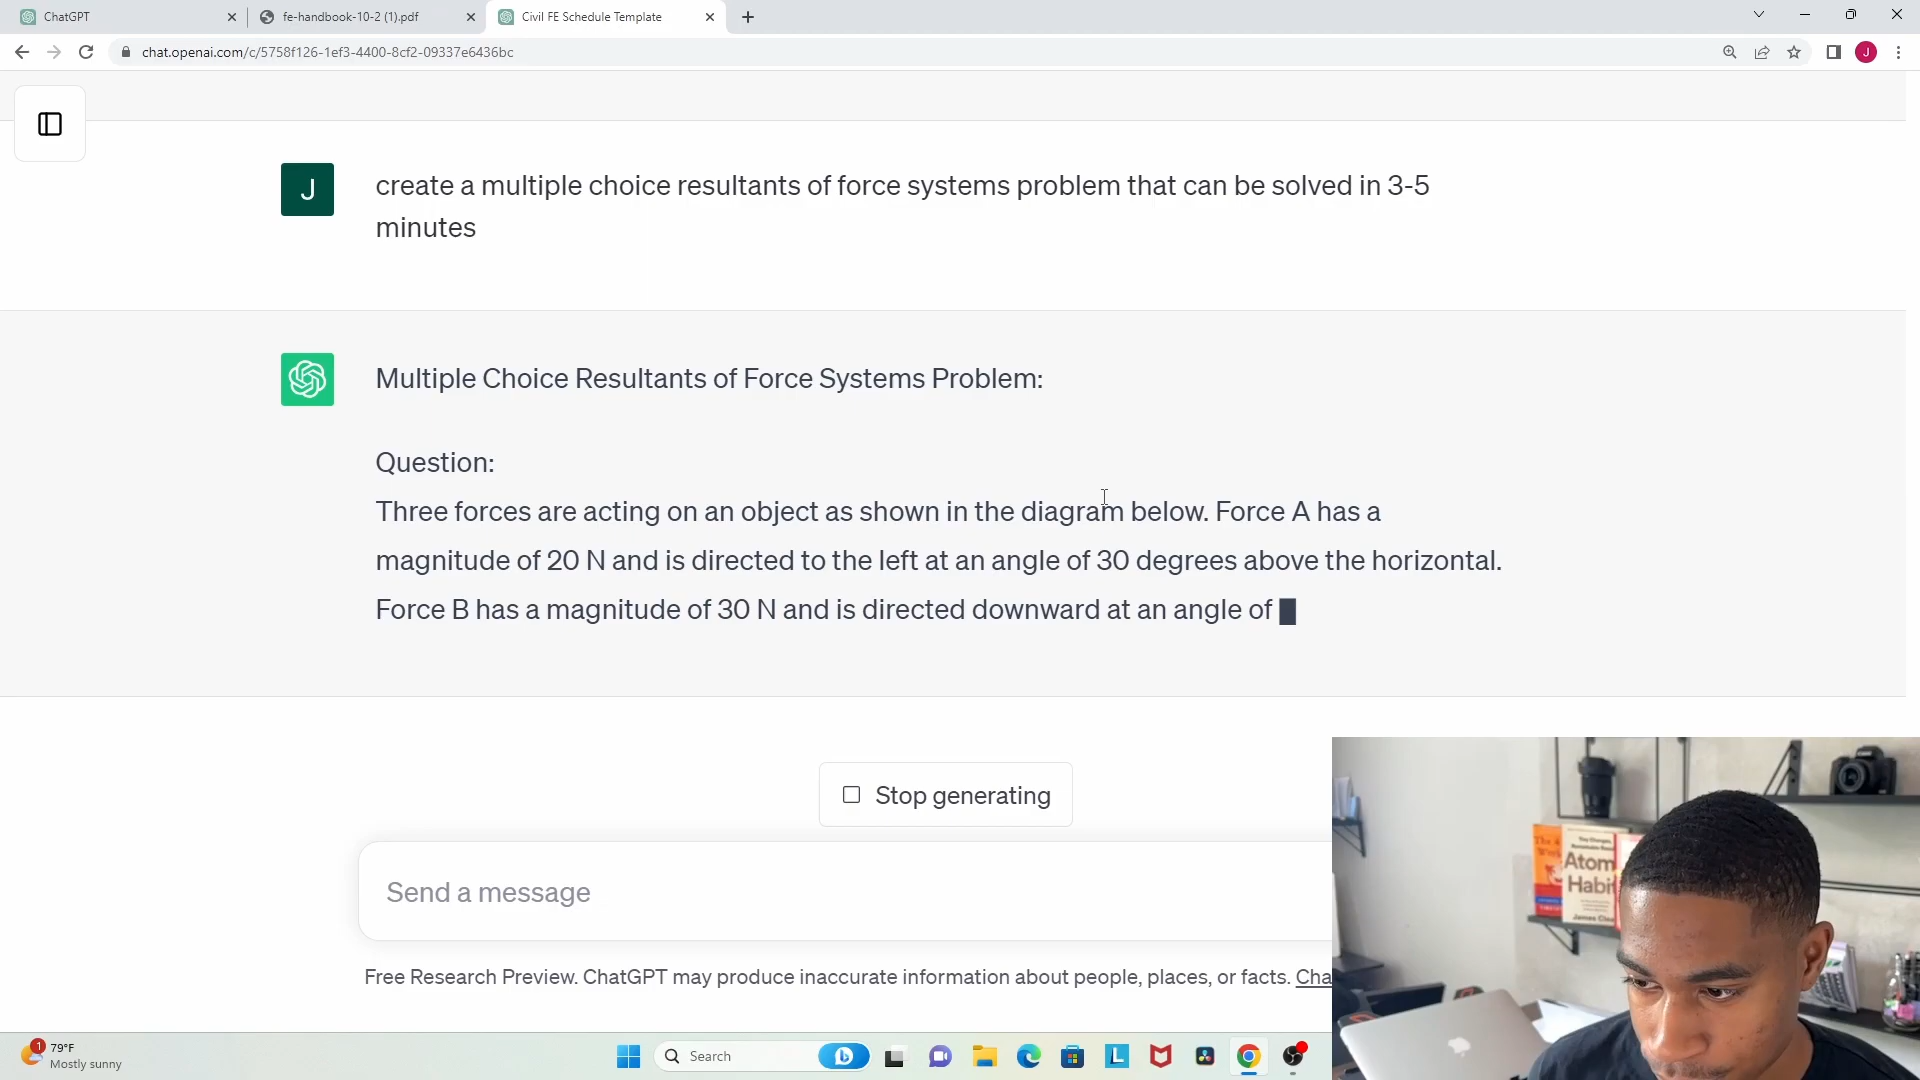 ChatGPT
fe-handbook-10-2 (1).pdf
Civil FE Schedule Template
chat.openai.com/c/5758f126-1ef3-4400-8cf2-09337e6436bc
J
J
create a multiple choice resultants of force systems problem that can be solved in 3-5
minutes
Multiple Choice Resultants of Force Systems Problem:
Question:
Three forces are acting on an object as shown in the diagram below. Force A has a
magnitude of 20 N and is directed to the left at an angle of 30 degrees above the horizontal.
Force B has a magnitude of 30 N and is directed downward at an angle of
Stop generating
Send a message
Free Research Preview. ChatGPT may produce inaccurate information about people, places, or facts. Cha
Atom
Habi
James Cle
1
79°F
Mostly sunny
Search
L